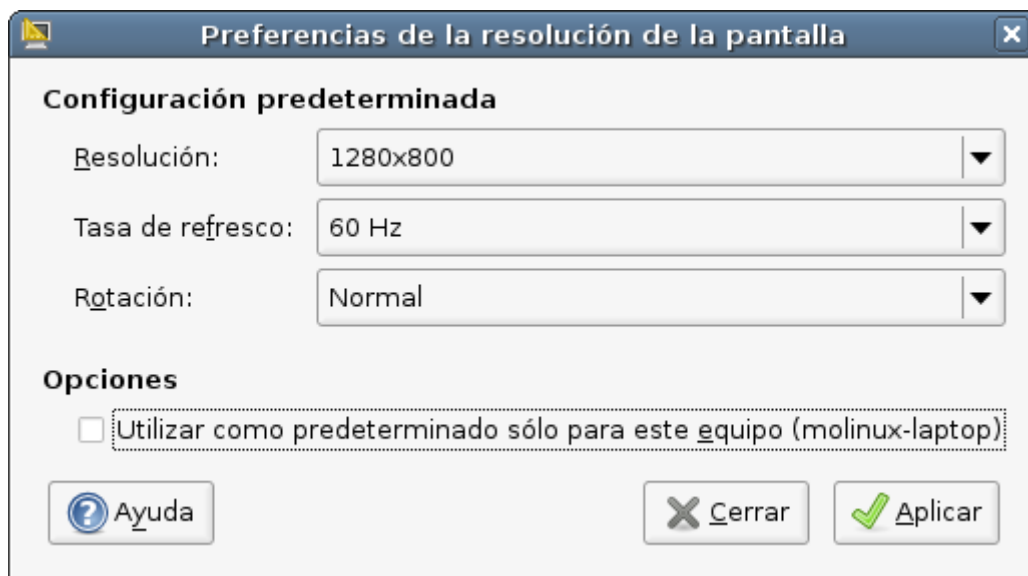 Preferencias de la resolución de la pantalla
Configuración predeterminada
Resolución: 1280x800
Tasa de refresco: 60 Hz
Rotación: Normal
Opciones
Utilizar como predeterminado sólo para este equipo (molinux-laptop)
Ayuda Cerrar Aplicar